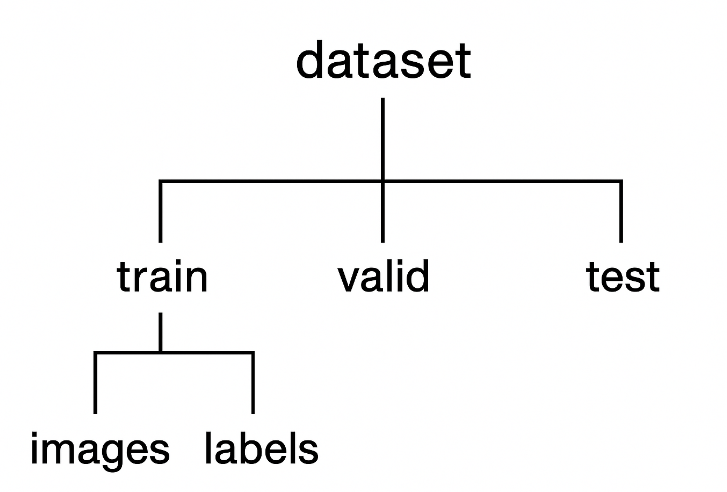 dataset
train valid test
images labels